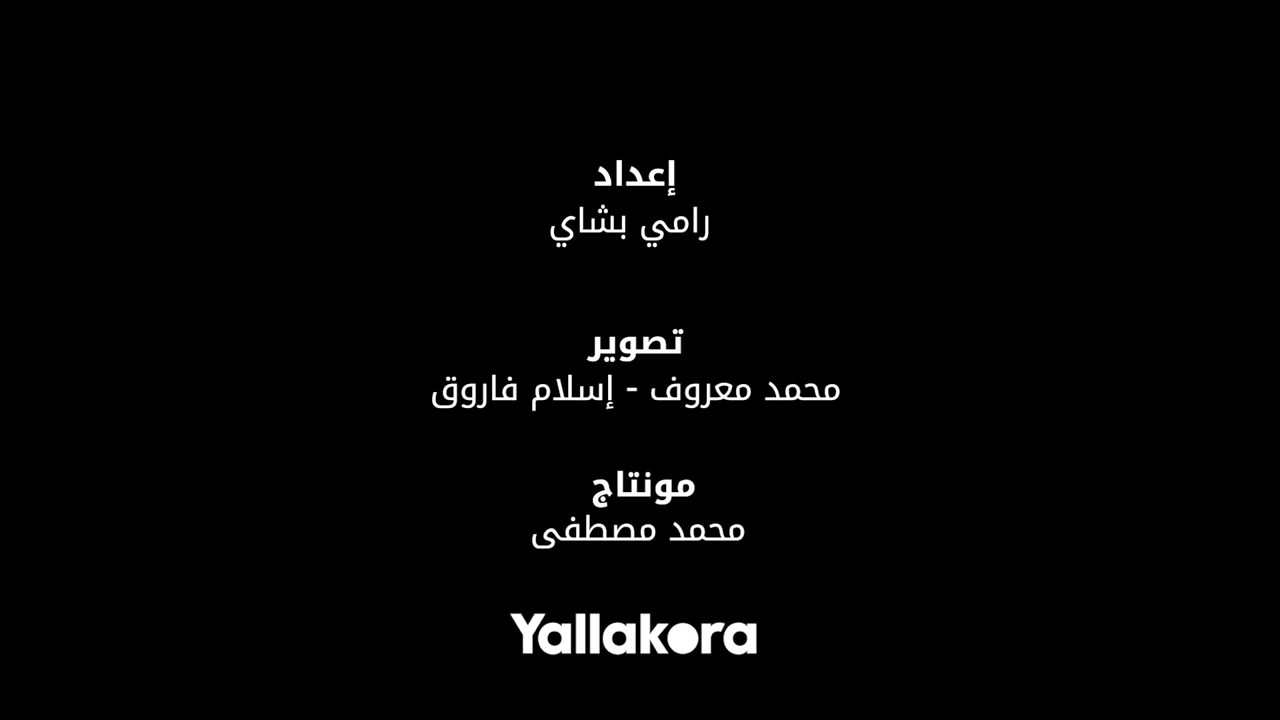 إعداد
رامي بشاي
تصوير
محمد معروف - إسلام فاروق
مونتاج
محمد مصطفى
Yallakora